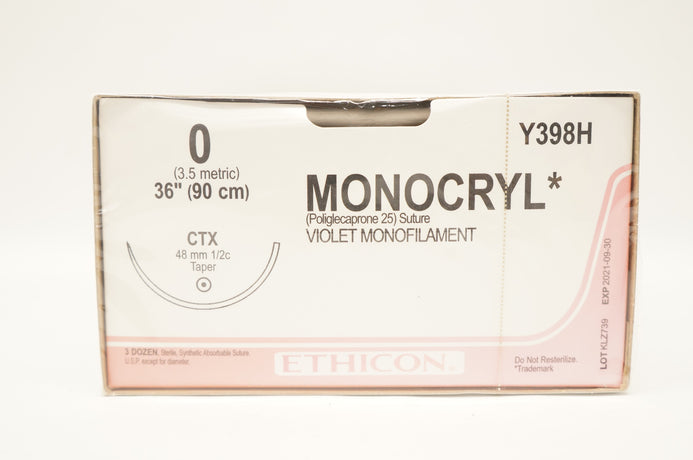 0
(3.5 metric)
36" (90 cm)
CTX
48 mm 1/2c
Taper
3 DOZEN, Sterile, Synthetic Absorbable Suture.
U.S.P. except for diameter.
Y398H
MONOCRYL*
(Poliglecaprone 25) Suture
VIOLET MONOFILAMENT
ETHICON®
Do Not Resterilize.
*Trademark
LOT KLZ739 EXP 2021-09-30